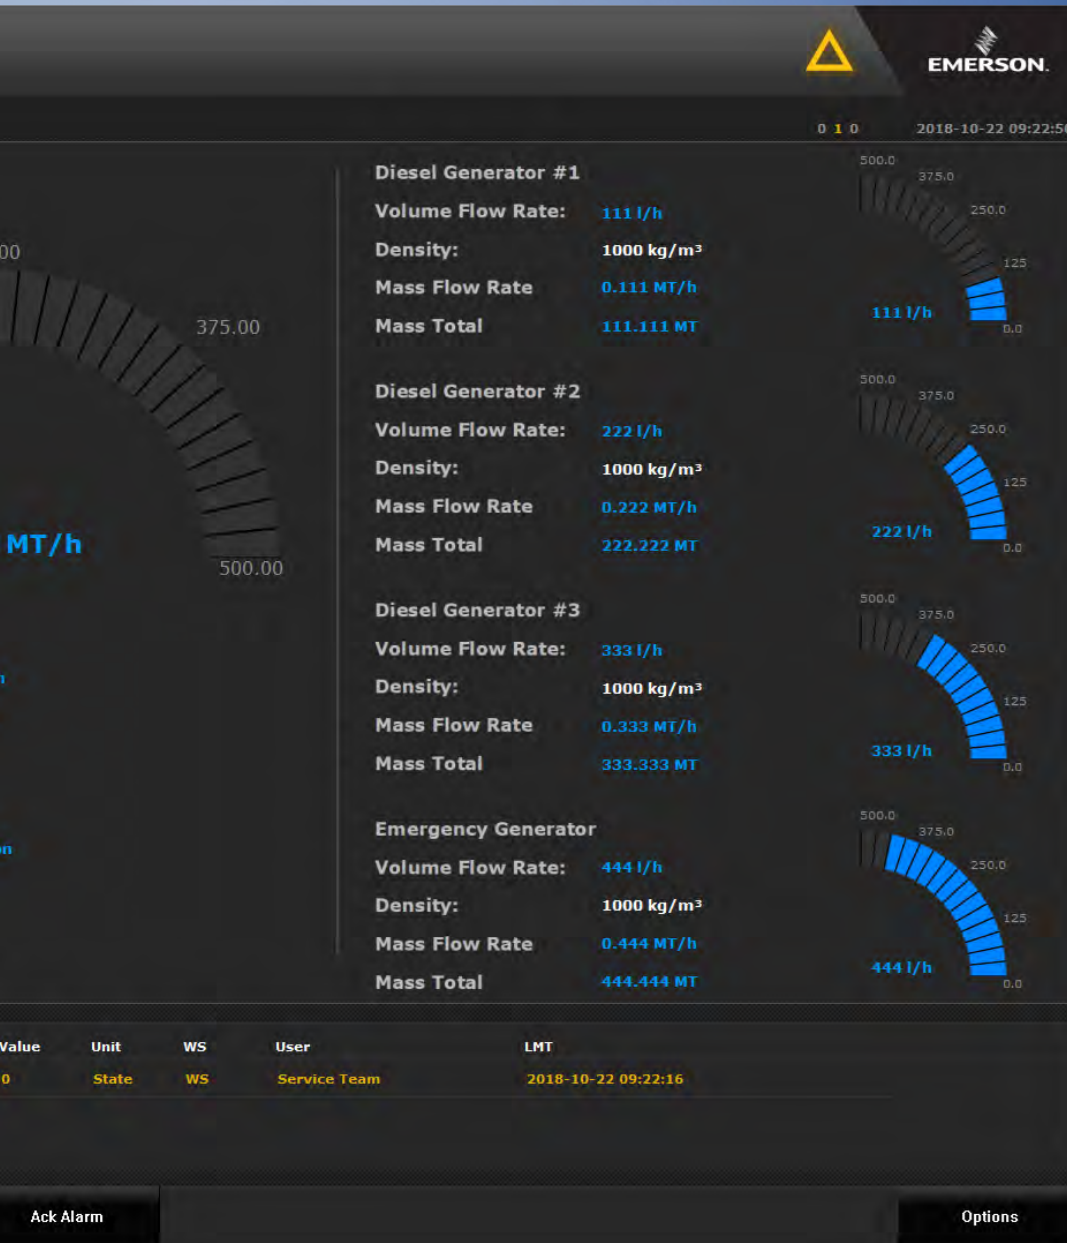 EMERSON.
0 1 0 2018-10-22 09:22:50
00
375.00
MT/h
500.00
Diesel Generator #1
Volume Flow Rate: 111 l/h
Density: 1000 kg/m³
Mass Flow Rate 0.111 MT/h
Mass Total 111.111 MT
500.0
375.0
250.0
125
0.0
111 l/h
Diesel Generator #2
Volume Flow Rate: 222 l/h
Density: 1000 kg/m³
Mass Flow Rate 0.222 MT/h
Mass Total 222.222 MT
500.0
375.0
250.0
125
0.0
222 l/h
Diesel Generator #3
Volume Flow Rate: 333 l/h
Density: 1000 kg/m³
Mass Flow Rate 0.333 MT/h
Mass Total 333.333 MT
500.0
375.0
250.0
125
0.0
333 l/h
Emergency Generator
Volume Flow Rate: 444 l/h
Density: 1000 kg/m³
Mass Flow Rate 0.444 MT/h
Mass Total 444.444 MT
500.0
375.0
250.0
125
0.0
444 l/h
on
Value Unit WS User LMT
0 State WS Service Team 2018-10-22 09:22:16
Ack Alarm Options